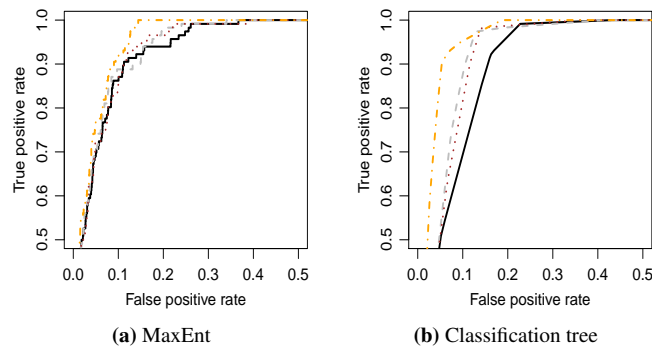 True positive rate
0.5 0.6 0.7 0.8 0.9 1.0
0.0 0.1 0.2 0.3 0.4 0.5
False positive rate
(a) MaxEnt
True positive rate
0.5 0.6 0.7 0.8 0.9 1.0
0.0 0.1 0.2 0.3 0.4 0.5
False positive rate
(b) Classification tree